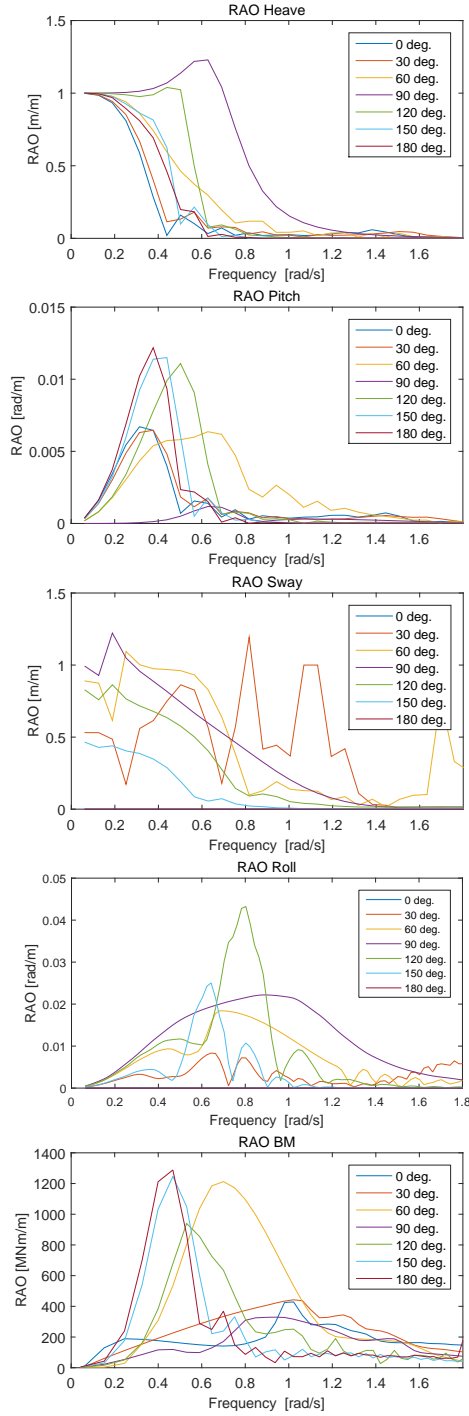 RAO Heave
1.5
1
0.5
0
RAO [m/m]
0 deg.
30 deg.
60 deg.
90 deg.
120 deg.
150 deg.
180 deg.
0 0.2 0.4 0.6 0.8 1 1.2 1.4 1.6
Frequency [rad/s]
RAO Pitch
0.015
0.01
0.005
0
RAO [rad/m]
0 deg.
30 deg.
60 deg.
90 deg.
120 deg.
150 deg.
180 deg.
0 0.2 0.4 0.6 0.8 1 1.2 1.4 1.6
Frequency [rad/s]
RAO Sway
1.5
1
0.5
0
RAO [m/m]
0 deg.
30 deg.
60 deg.
90 deg.
120 deg.
150 deg.
180 deg.
0 0.2 0.4 0.6 0.8 1 1.2 1.4 1.6
Frequency [rad/s]
RAO Roll
0.05
0.04
0.03
0.02
0.01
0
RAO [rad/m]
0 deg.
30 deg.
60 deg.
90 deg.
120 deg.
150 deg.
180 deg.
0 0.2 0.4 0.6 0.8 1 1.2 1.4 1.6 1.8
Frequency [rad/s]
RAO BM
1400
1200
1000
800
600
400
200
0
RAO [MNm/m]
0 deg.
30 deg.
60 deg.
90 deg.
120 deg.
150 deg.
180 deg.
0 0.2 0.4 0.6 0.8 1 1.2 1.4 1.6
Frequency [rad/s]